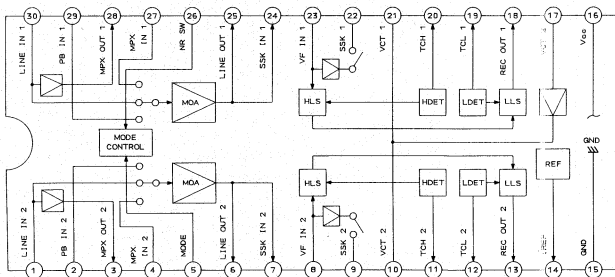 30 29 28 27 26 25 24 23 22 21 20 19 18 17 16
LINE IN 1
PB IN 1
MPX OUT 1
MPX IN 1
NR SW
LINE OUT 1
SSK IN 1
VF IN 1
SSK 1
VCT 1
TCH 1
TCL 1
REC OUT 1
Vcc
MOA
HLS
HDET
LDET
LLS
MODE CONTROL
GND
REF
MOA
HLS
HDET
LDET
LLS
LINE IN 2
PB IN 2
MPX OUT 2
MPX IN 2
MODE
LINE OUT 2
SSK IN 2
VF IN 2
SSK 2
VCT 2
TCH 2
TCL 2
REC OUT 2
IREF
GND
1 2 3 4 5 6 7 8 9 10 11 12 13 14 15